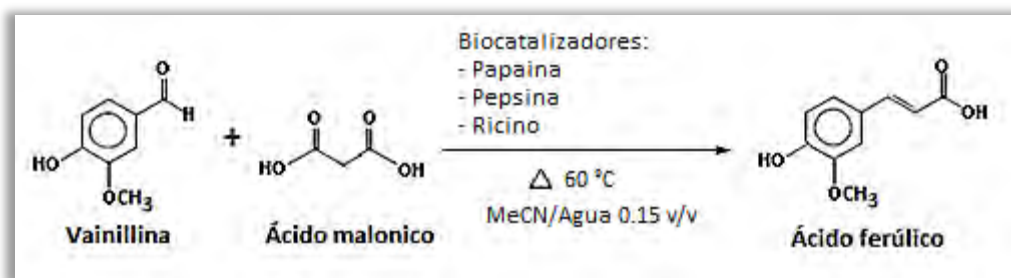 Biocatalizadores:
- Papaina
- Pepsina
- Ricino
O
H
HO
OCH3
Vainillina
+
O
O
HO
OH
Ácido malonico
△ 60 ºC
MeCN/Agua 0.15 v/v
O
OH
HO
OCH3
Ácido ferúlico